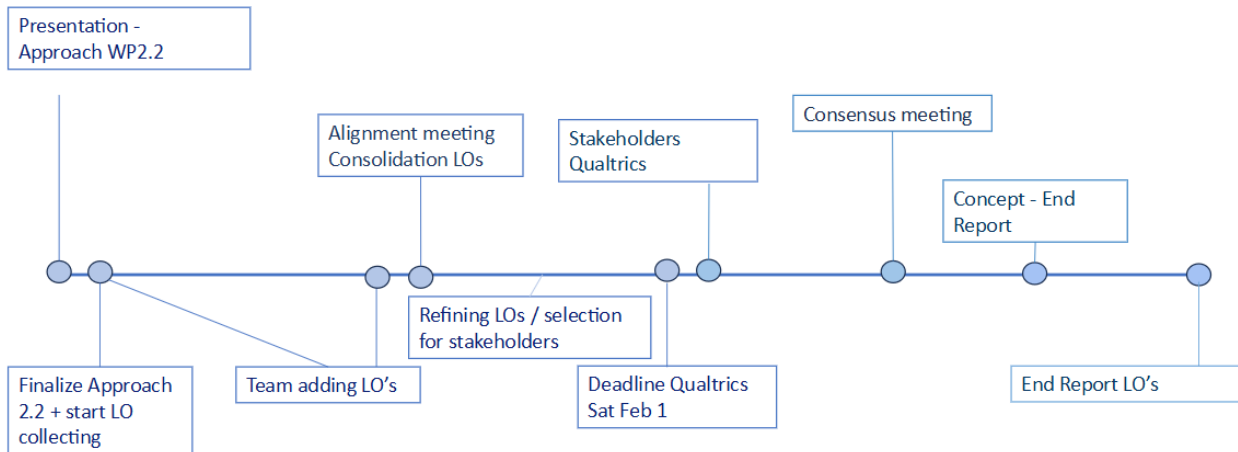 Presentation -
Approach WP2.2
Alignment meeting
Consolidation LOs
Stakeholders
Qualtrics
Consensus meeting
Concept - End
Report
Refining LOs / selection
for stakeholders
Finalize Approach
2.2 + start LO
collecting
Team adding LO's
Deadline Qualtrics
Sat Feb 1
End Report LO's